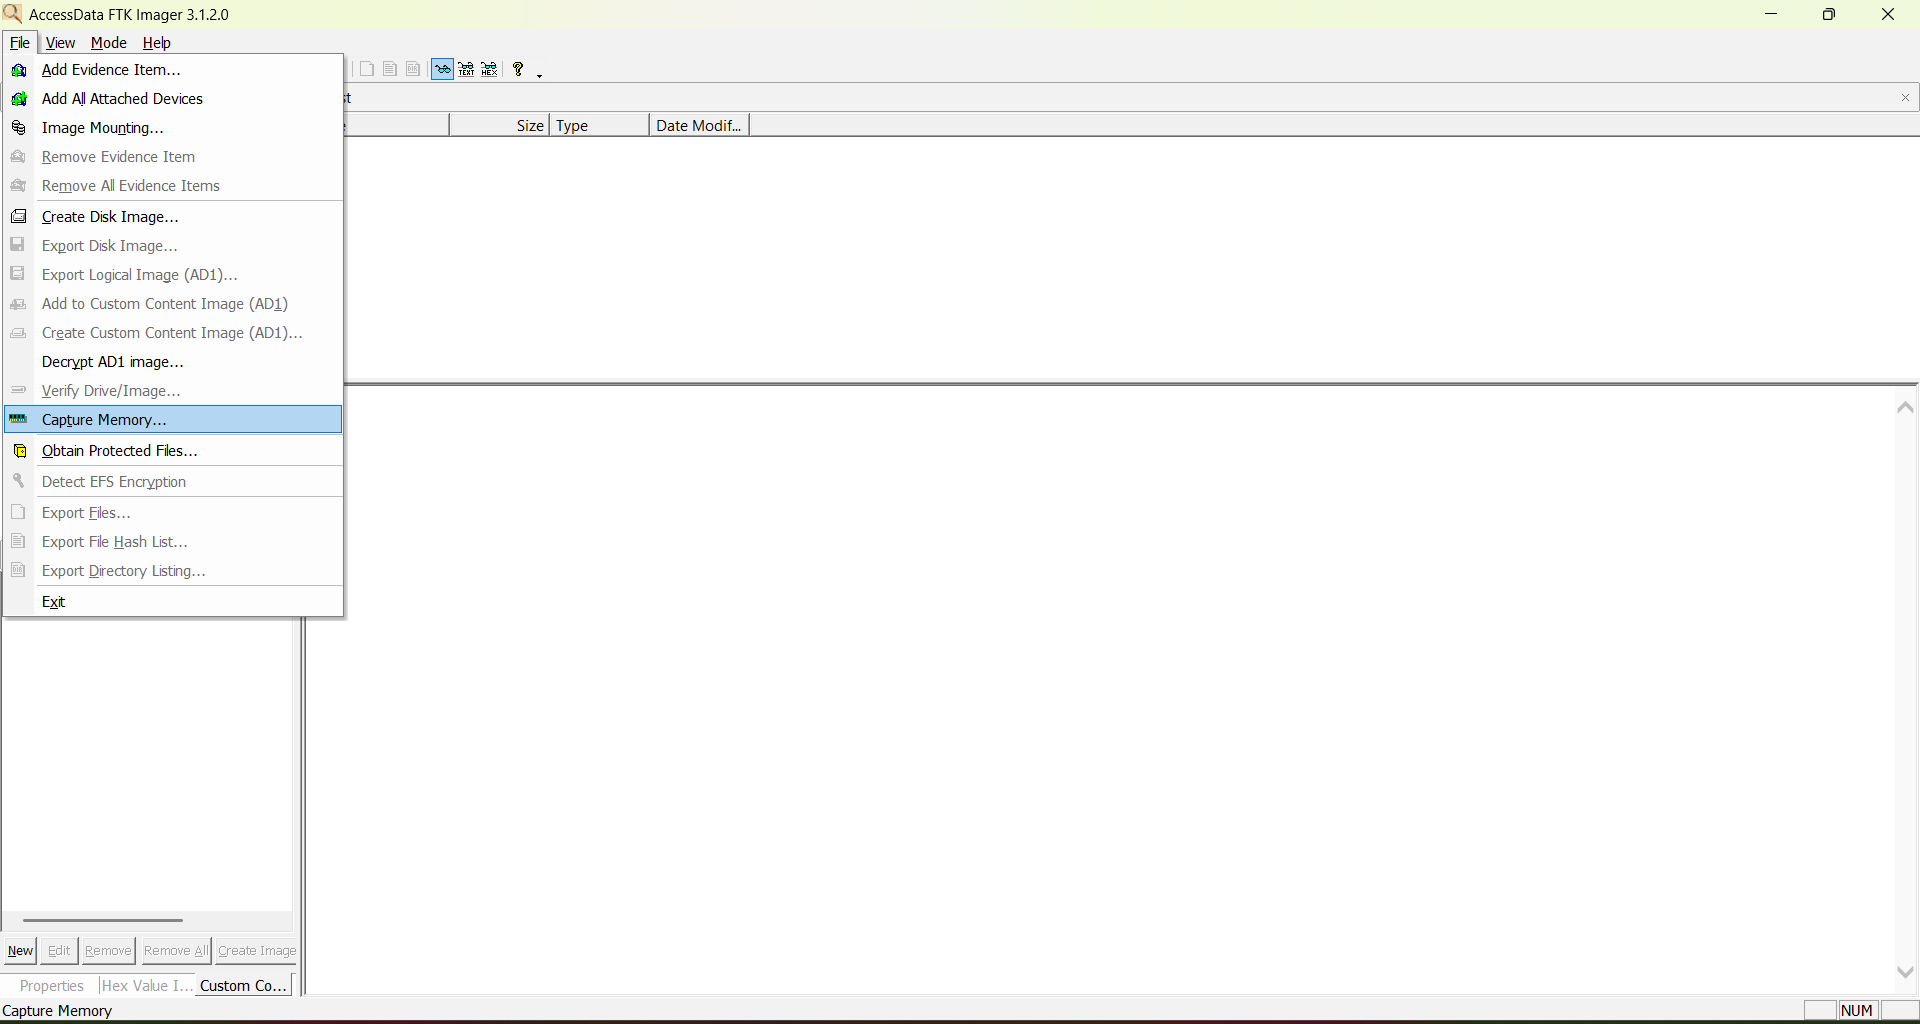 AccessData FTK Imager 3.1.2.0
File View Mode Help
Add Evidence Item...
Add All Attached Devices
Image Mounting...
Remove Evidence Item
Remove All Evidence Items
Create Disk Image...
Export Disk Image...
Export Logical Image (AD1)...
Add to Custom Content Image (AD1)
Create Custom Content Image (AD1)...
Decrypt AD1 image...
Verify Drive/Image...
Capture Memory...
Obtain Protected Files...
Detect EFS Encryption
Export Files...
Export File Hash List...
Export Directory Listing...
Exit
TEXT HEX ?
st
Size Type Date Modif...
New Edit Remove Remove All Create Image
Properties Hex Value I... Custom Co...
Capture Memory
NUM